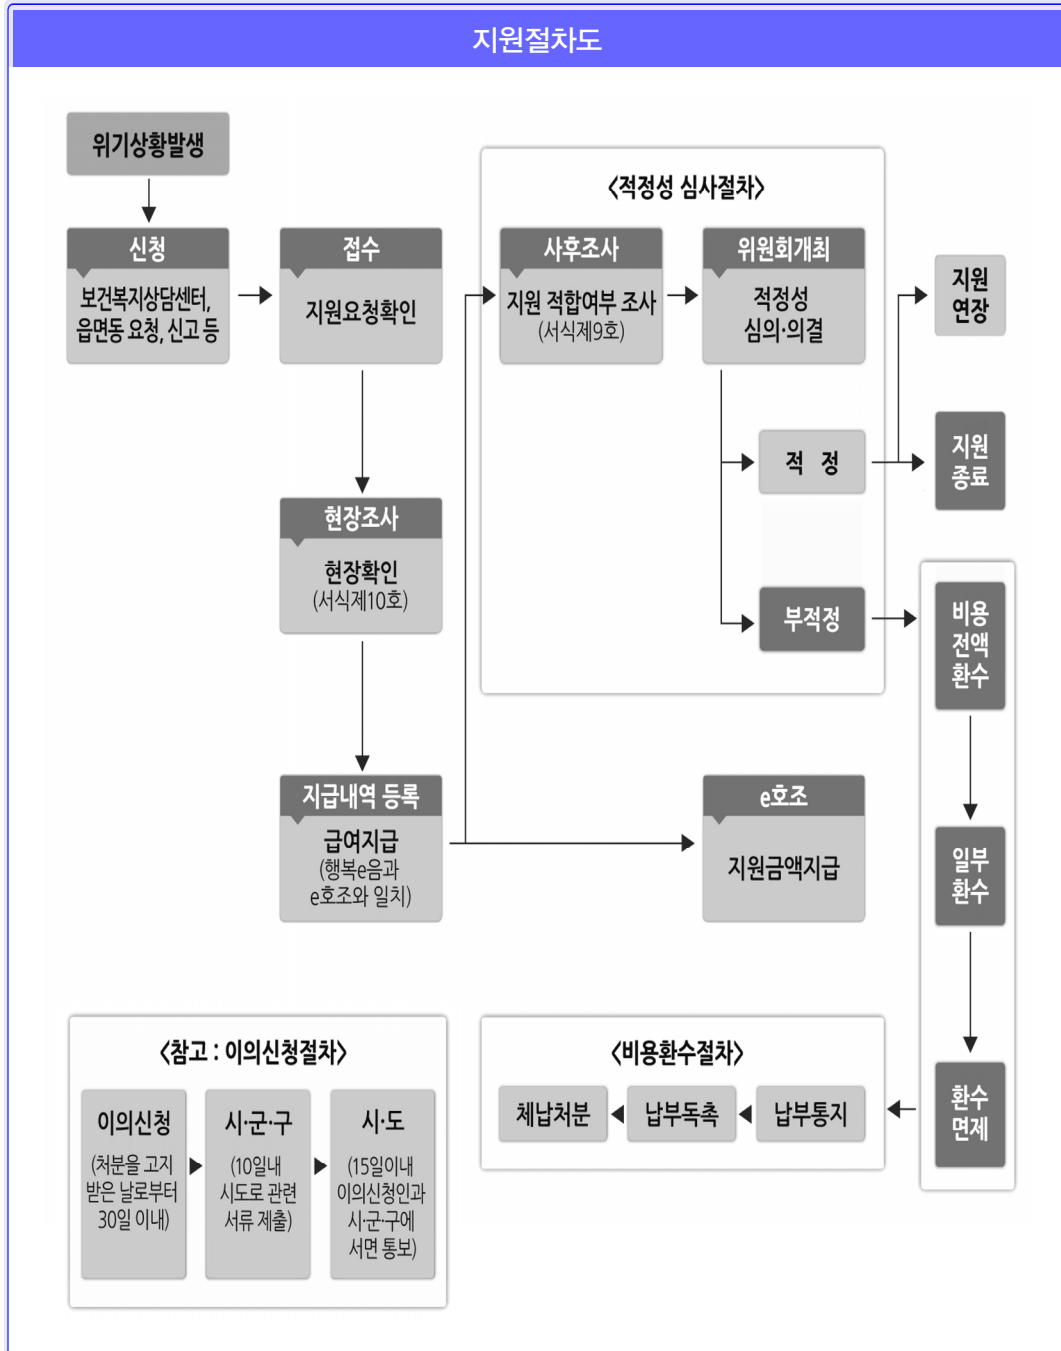 지원절차도
위기상황발생
신청
보건복지상담센터,
읍면동 요청, 신고 등
접수
지원요청확인
현장조사
현장확인
(서식제10호)
지급내역 등록
급여지급
(행복e음과
e호조와 일치)
<적정성 심사절차>
사후조사
지원 적합여부 조사
(서식제9호)
위원회개최
적정성
심의·의결
적 정
부적정
지원
연장
지원
종료
비용
전액
환수
일부
환수
환수
면제
e호조
지원금액지급
<비용환수절차>
체납처분
납부독촉
납부통지
<참고 : 이의신청절차>
이의신청
(처분을 고지
받은 날로부터
30일 이내)
시·군·구
(10일내
시도로 관련
서류 제출)
시·도
(15일이내
이의신청인과
시·군·구에
서면 통보)